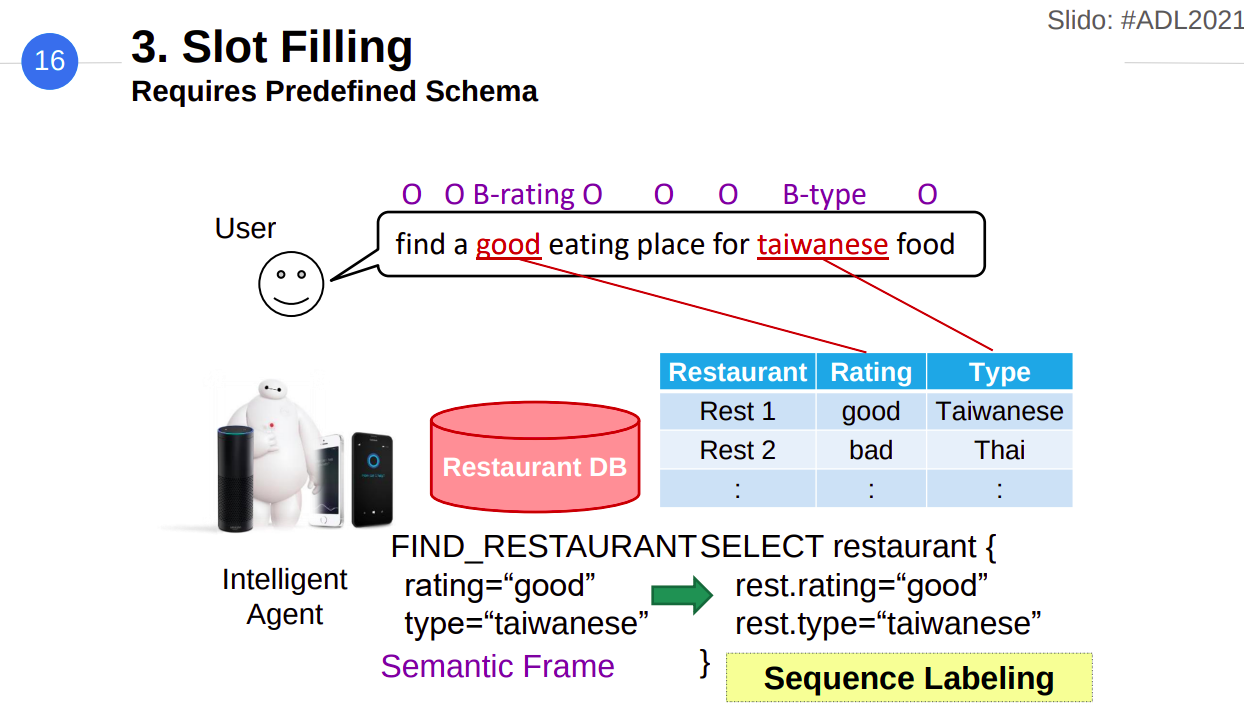 Slido: #ADL2021
16
3. Slot Filling
Requires Predefined Schema
O O B-rating O O O B-type O
User
find a good eating place for taiwanese food
Restaurant Rating Type
Rest 1 good Taiwanese
Rest 2 bad Thai
: : :
Restaurant DB
Intelligent
Agent
FIND_RESTAURANT
rating=“good”
type=“taiwanese”
Semantic Frame
SELECT restaurant {
rest.rating=“good”
rest.type=“taiwanese”
}
Sequence Labeling